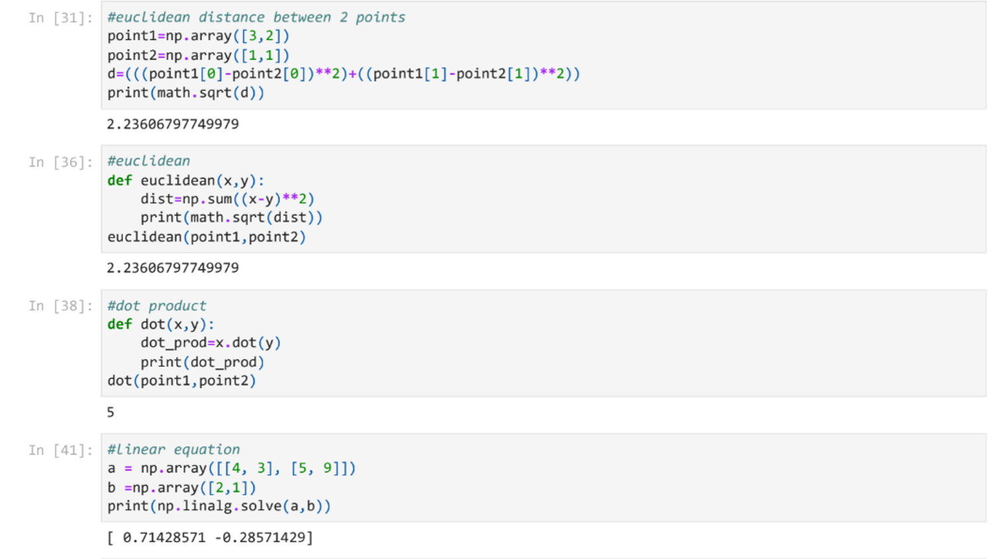 In [31]: #euclidean distance between 2 points
point1=np.array([3,2])
point2=np.array([1,1])
d=(((point1[0]-point2[0])**2)+((point1[1]-point2[1])**2))
print(math.sqrt(d))
2.23606797749979
In [36]: #euclidean
def euclidean(x,y):
    dist=np.sum((x-y)**2)
    print(math.sqrt(dist))
euclidean(point1,point2)
2.23606797749979
In [38]: #dot product
def dot(x,y):
    dot_prod=x.dot(y)
    print(dot_prod)
dot(point1,point2)
5
In [41]: #linear equation
a = np.array([[4, 3], [5, 9]])
b =np.array([2,1])
print(np.linalg.solve(a,b))
[ 0.71428571 -0.28571429]